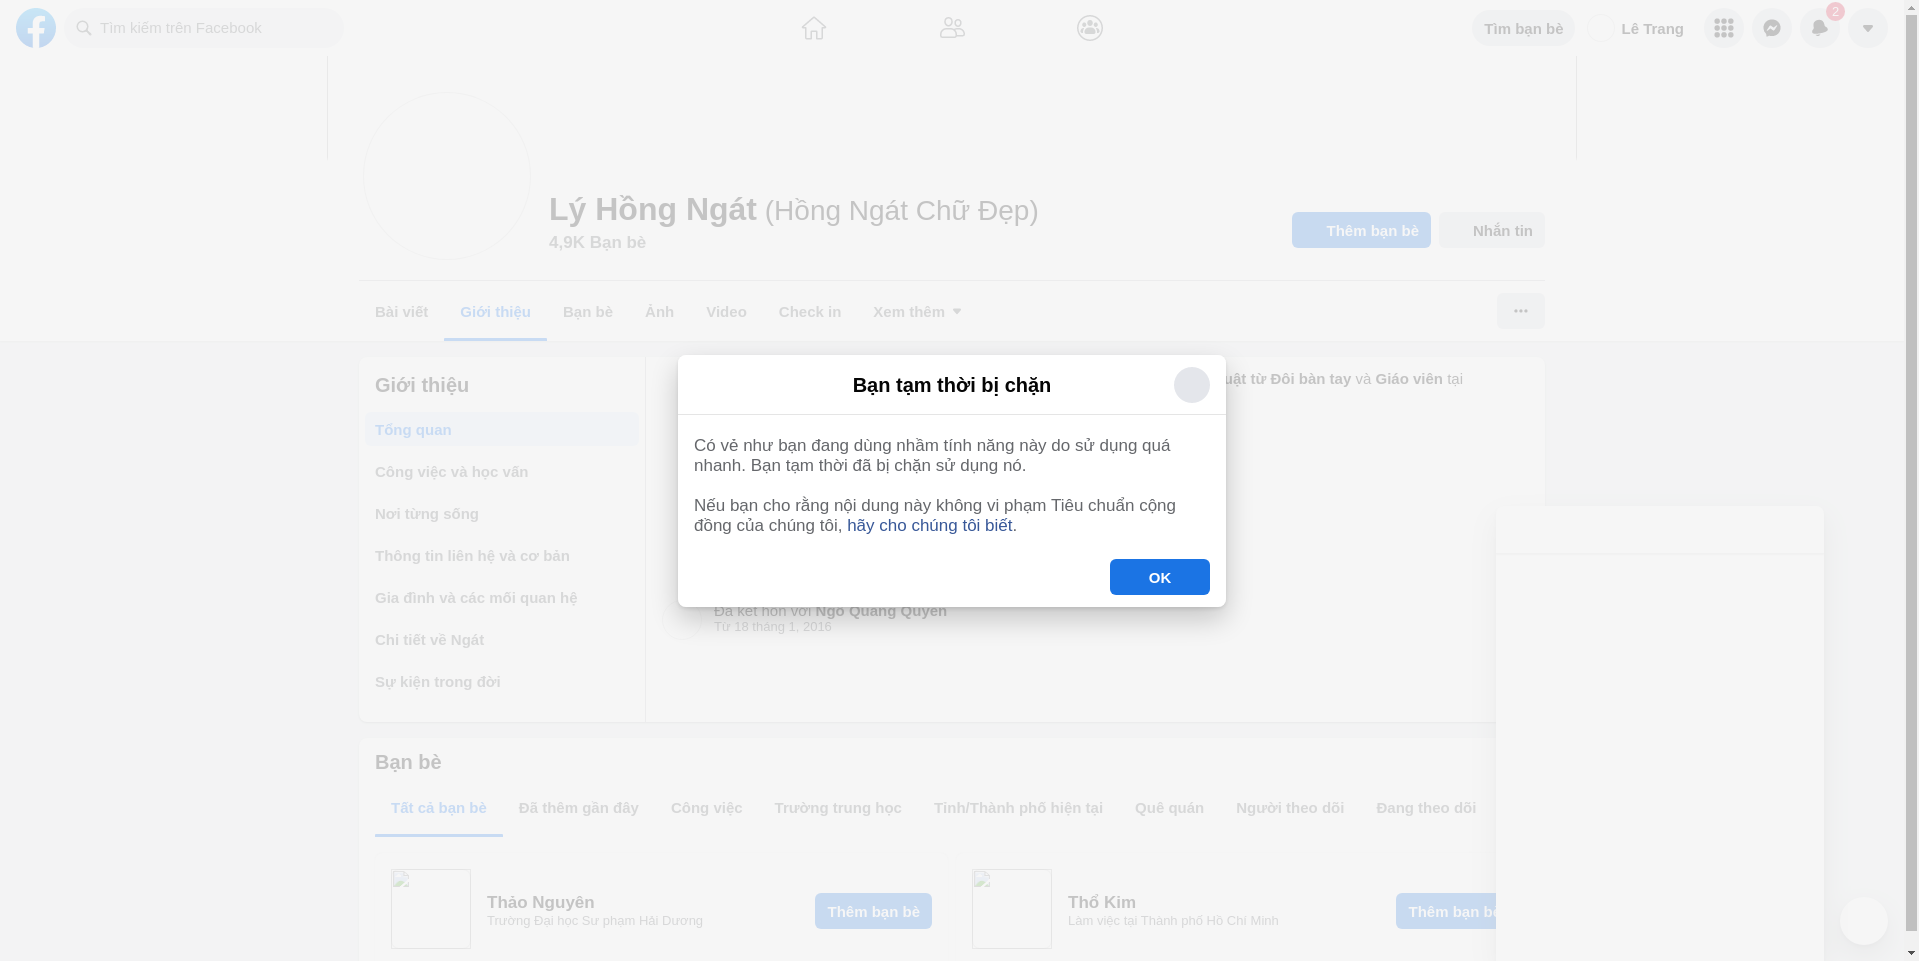 Tìm kiếm trên Facebook
Tìm bạn bè
Lê Trang
2
Lý Hồng Ngát (Hồng Ngát Chữ Đẹp)
4,9K Bạn bè
Thêm bạn bè
Nhắn tin
Bài viết
Giới thiệu
Bạn bè
Ảnh
Video
Check in
Xem thêm
Giới thiệu
Tổng quan
Công việc và học vấn
Nơi từng sống
Thông tin liên hệ và cơ bản
Gia đình và các mối quan hệ
Chi tiết về Ngát
Sự kiện trong đời
từ Đôi bàn tay và Giáo viên tại
Bạn tạm thời bị chặn
Có vẻ như bạn đang dùng nhầm tính năng này do sử dụng quá
nhanh. Bạn tạm thời đã bị chặn sử dụng nó.
Nếu bạn cho rằng nội dung này không vi phạm Tiêu chuẩn cộng
đồng của chúng tôi, hãy cho chúng tôi biết.
OK
Đã kết hôn với Ngô Quang Quyền
Từ 18 tháng 1, 2016
Bạn bè
Tất cả bạn bè
Đã thêm gần đây
Công việc
Trường trung học
Tỉnh/Thành phố hiện tại
Quê quán
Người theo dõi
Đang theo dõi
Thảo Nguyên
Trường Đại học Sư phạm Hải Dương
Thêm bạn bè
Thổ Kim
Làm việc tại Thành phố Hồ Chí Minh
Thêm bạn bè